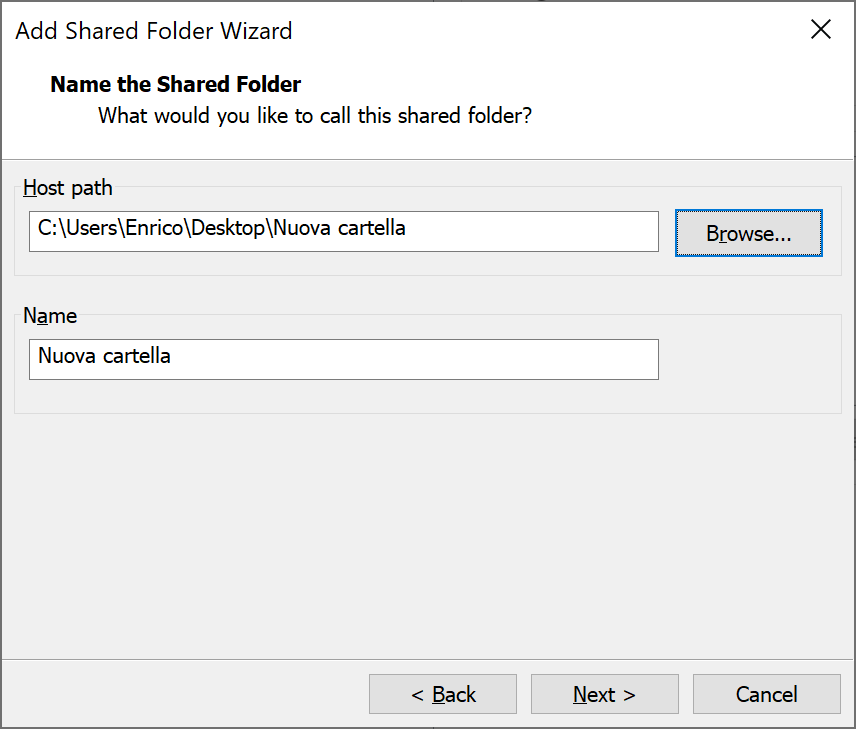 Add Shared Folder Wizard
Name the Shared Folder
What would you like to call this shared folder?
Host path
C:\Users\Enrico\Desktop\Nuova cartella
Browse...
Name
Nuova cartella
< Back
Next >
Cancel